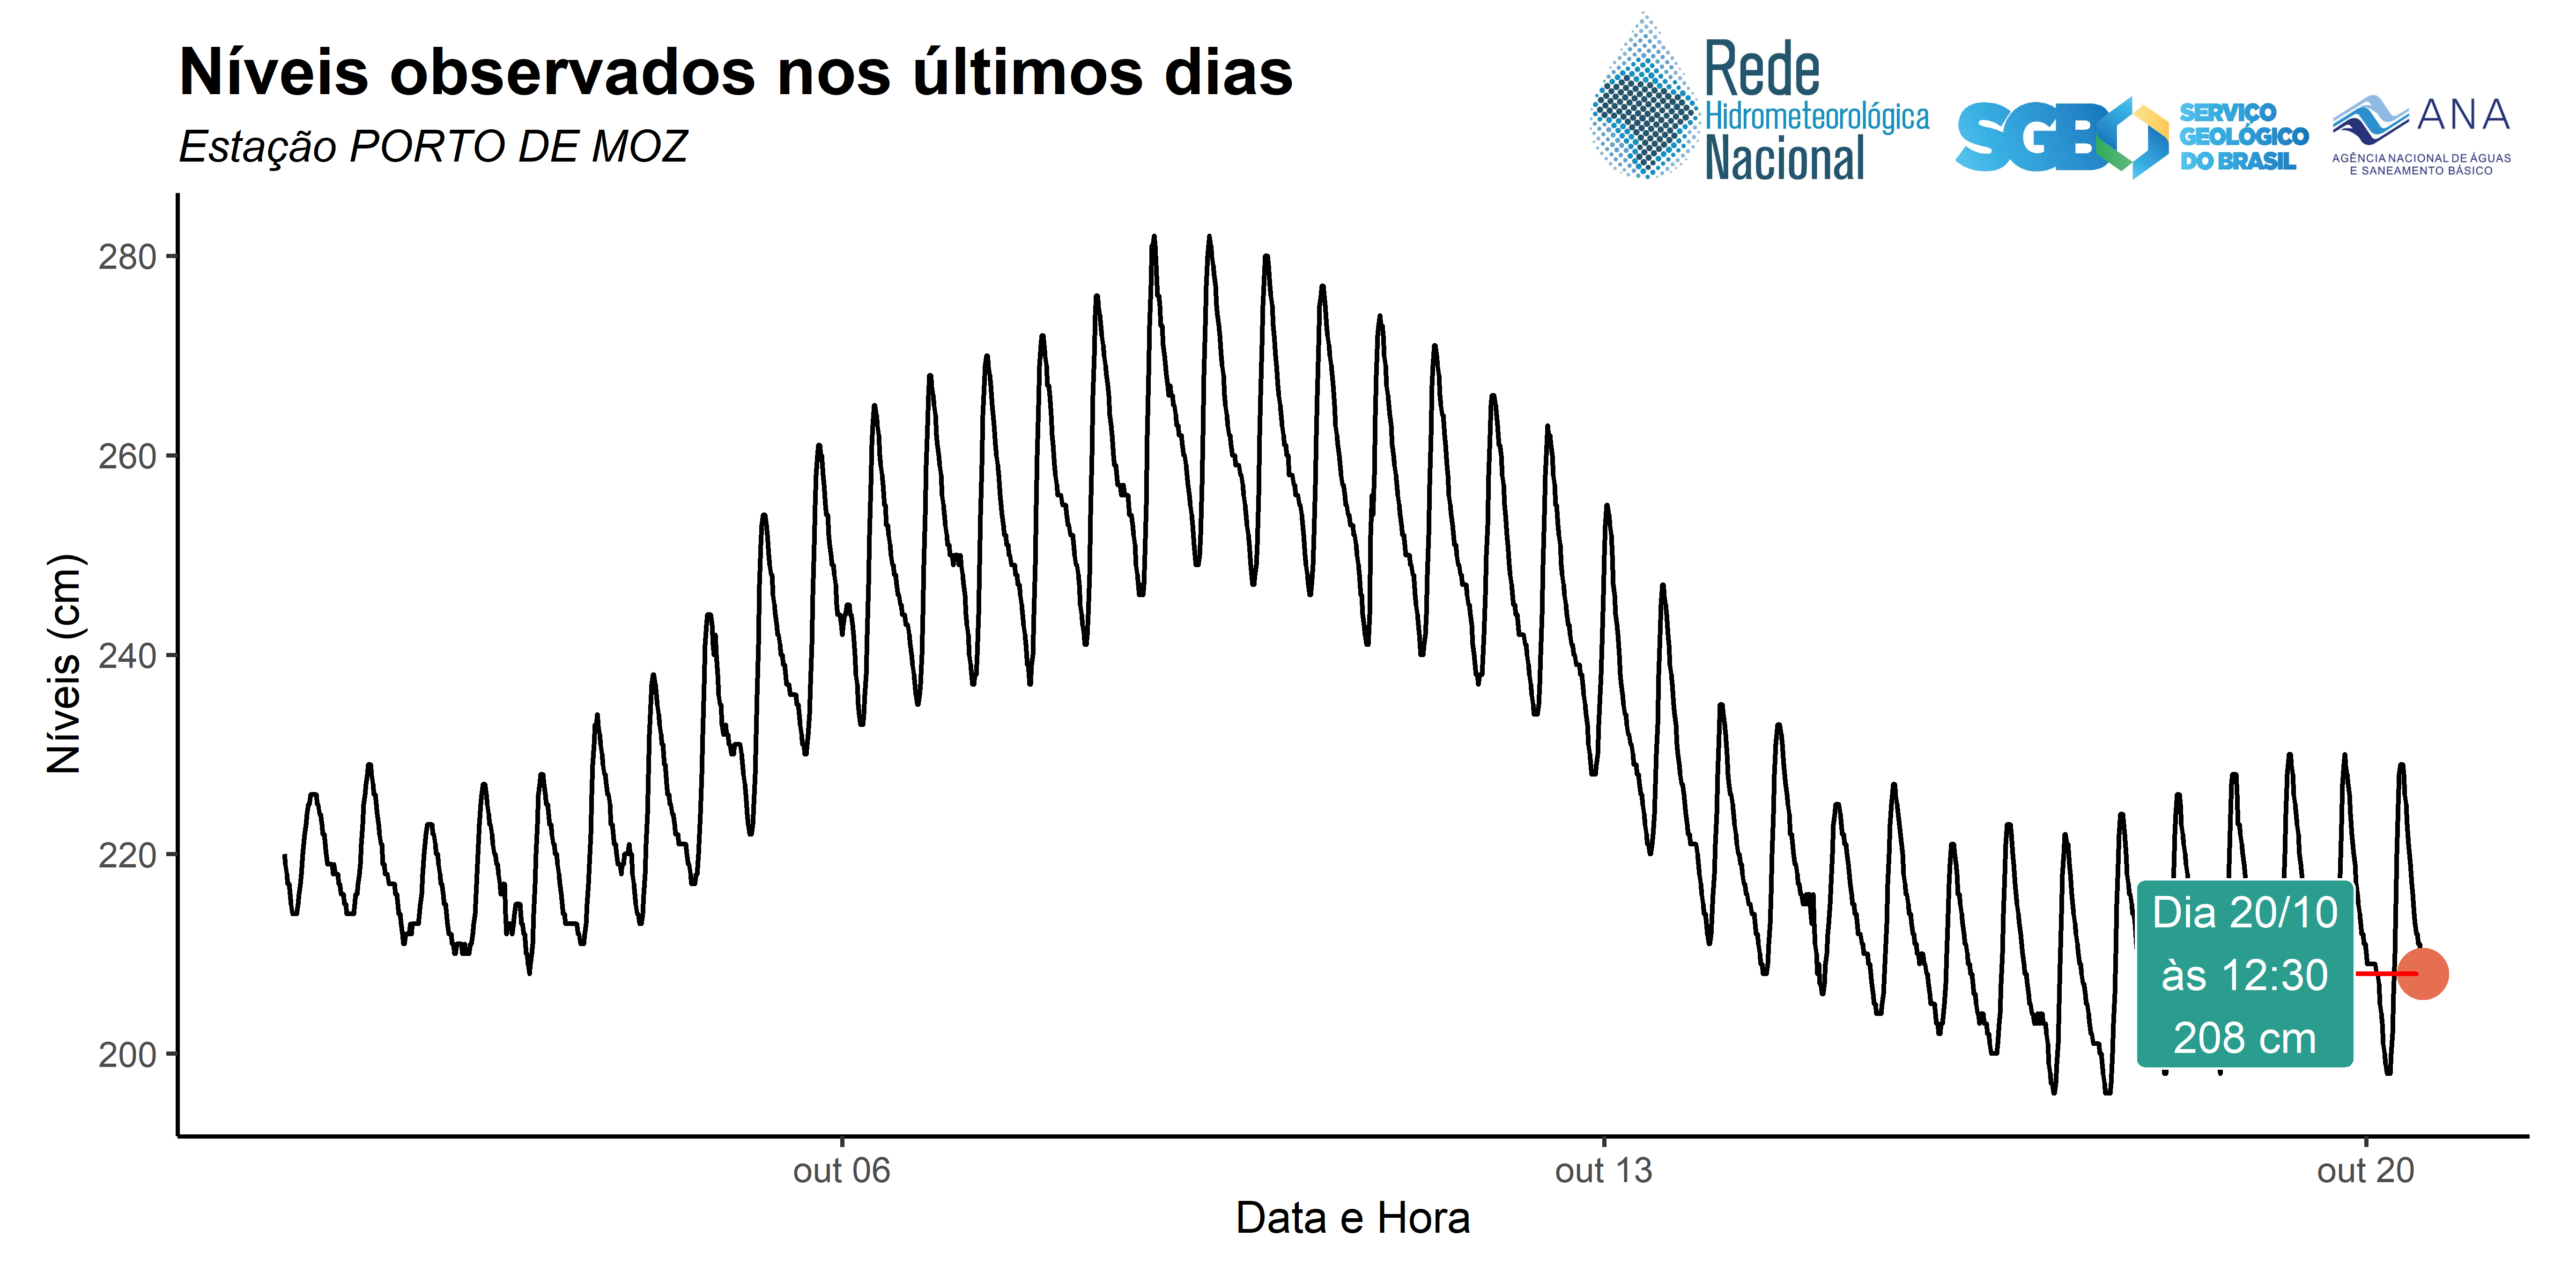 Níveis observados nos últimos dias
Estação PORTO DE MOZ
Rede
Hidrometeorológica
Nacional
SGB
SERVIÇO
GEOLÓGICO
DO BRASIL
ANA
AGÊNCIA NACIONAL DE ÁGUAS
E SANEAMENTO BÁSICO
Níveis (cm)
280
260
240
220
200
Dia 20/10
às 12:30
208 cm
out 06
out 13
out 20
Data e Hora